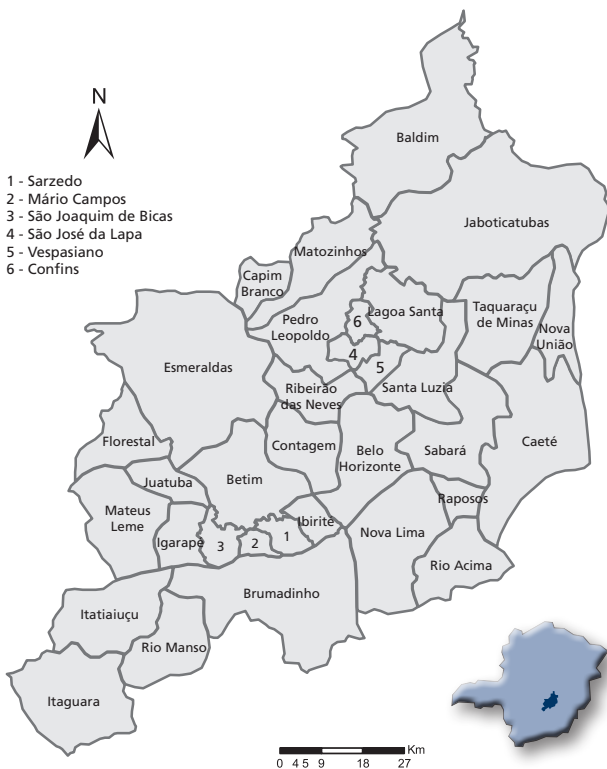 N
1 - Sarzedo
2 - Mário Campos
3 - São Joaquim de Bicas
4 - São José da Lapa
5 - Vespasiano
6 - Confins
Baldim
Jaboticatubas
Matozinhos
Capim
Branco
Lagoa Santa
Taquaraçu
de Minas
Nova
União
6
Pedro
Leopoldo
4
5
Esmeraldas
Ribeirão
das Neves
Santa Luzia
Florestal
Contagem
Belo
Horizonte
Sabará
Caeté
Juatuba
Betim
Mateus
Leme
Raposos
Igarapé
3
2
1
Ibirité
Nova Lima
Rio Acima
Brumadinho
Itatiaiuçu
Rio Manso
Itaguara
Km
0 4 5 9 18 27